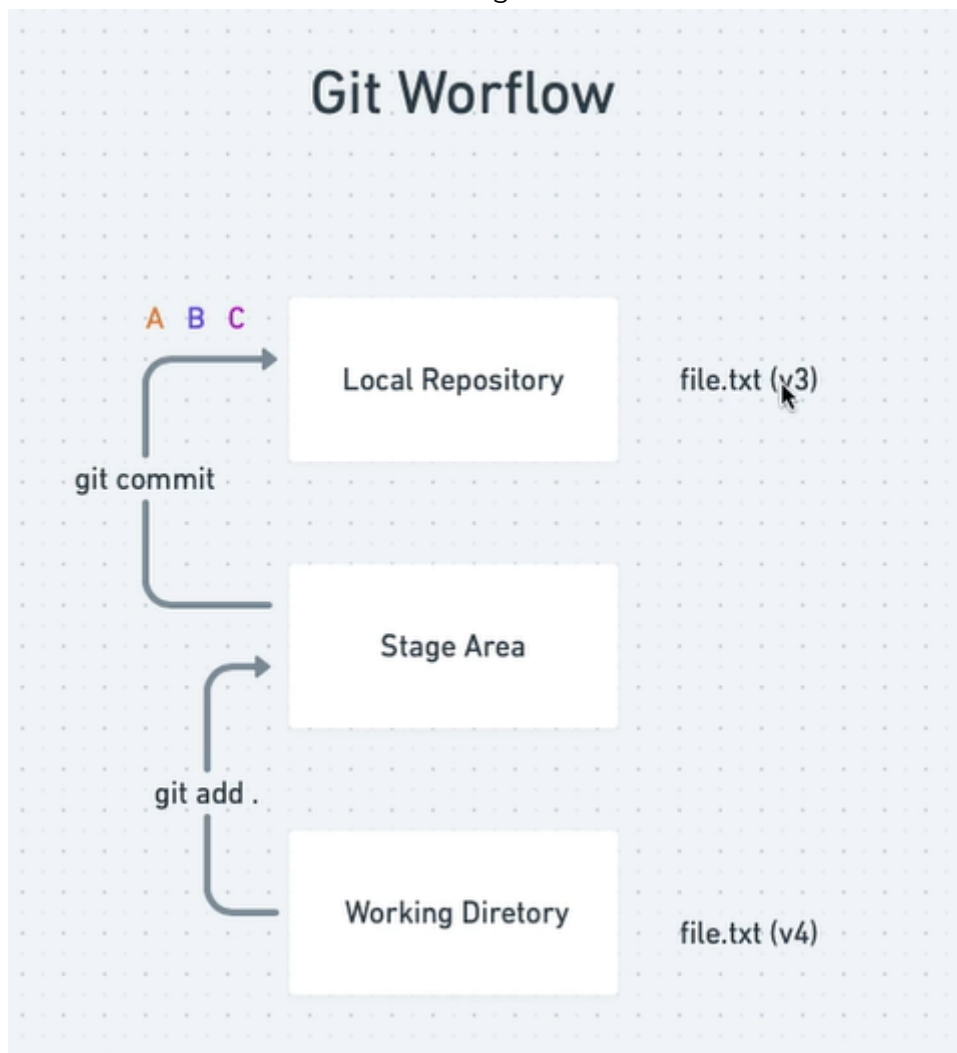 Git Worflow
A B C
Local Repository
file.txt (v3)
git commit
Stage Area
git add .
Working Diretory
file.txt (v4)